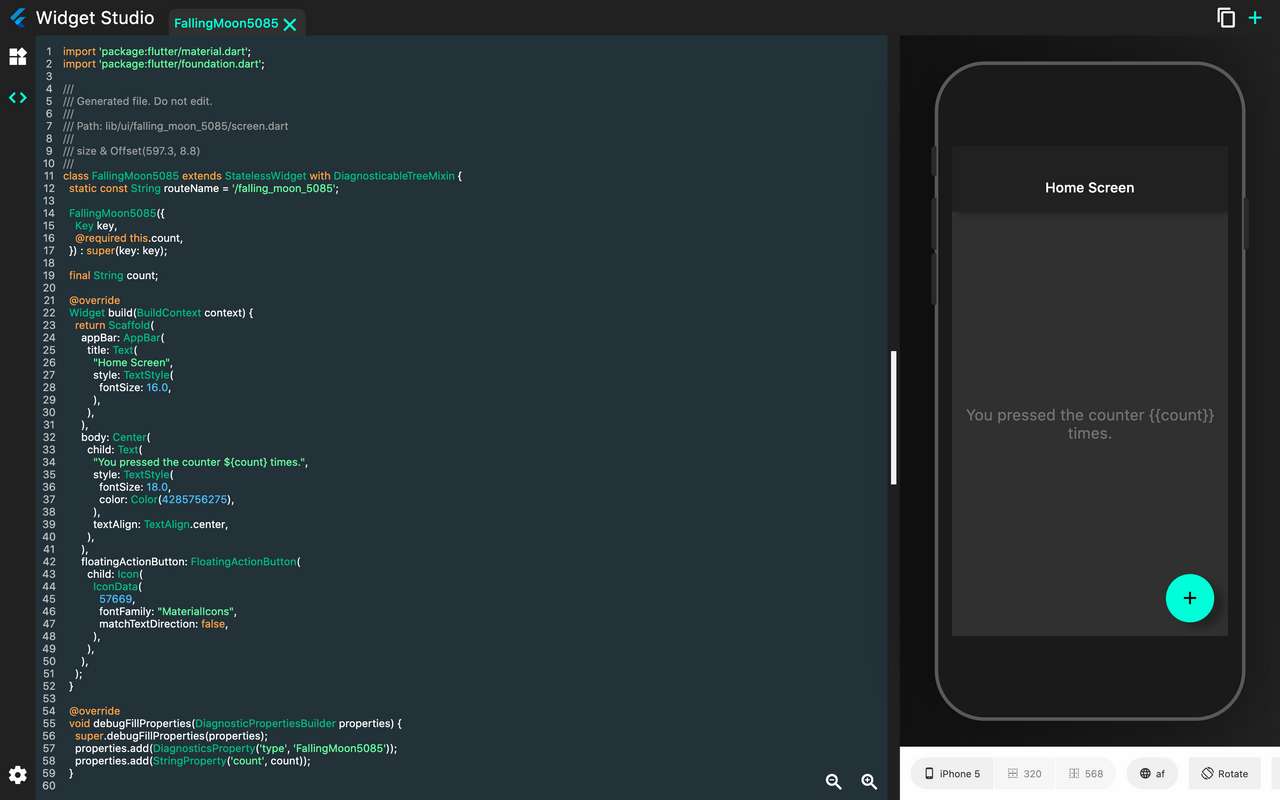 Widget Studio
FallingMoon5085
1 import 'package:flutter/material.dart';
2 import 'package:flutter/foundation.dart';
3
4 ///
5 /// Generated file. Do not edit.
6 ///
7 /// Path: lib/ui/falling_moon_5085/screen.dart
8 ///
9 /// size & Offset(597.3, 8.8)
10 ///
11 class FallingMoon5085 extends StatelessWidget with DiagnosticableTreeMixin {
12 static const String routeName = '/falling_moon_5085';
13
14 FallingMoon5085({
15 Key key,
16 @required this.count,
17 }) : super(key: key);
18
19 final String count;
20
21 @override
22 Widget build(BuildContext context) {
23 return Scaffold(
24 appBar: AppBar(
25 title: Text(
26 "Home Screen",
27 style: TextStyle(
28 fontSize: 16.0,
29 ),
30 ),
31 ),
32 body: Center(
33 child: Text(
34 "You pressed the counter ${count} times.",
35 style: TextStyle(
36 fontSize: 18.0,
37 color: Color(4285756275),
38 ),
39 textAlign: TextAlign.center,
40 ),
41 ),
42 floatingActionButton: FloatingActionButton(
43 child: Icon(
44 IconData(
45 57669,
46 fontFamily: "MaterialIcons",
47 matchTextDirection: false,
48 ),
49 ),
50 ),
51 );
52 }
53
54 @override
55 void debugFillProperties(DiagnosticPropertiesBuilder properties) {
56 super.debugFillProperties(properties);
57 properties.add(DiagnosticsProperty('type', 'FallingMoon5085'));
58 properties.add(StringProperty('count', count));
59 }
60
Home Screen
You pressed the counter {{count}}
times.
iPhone 5
320
568
af
Rotate